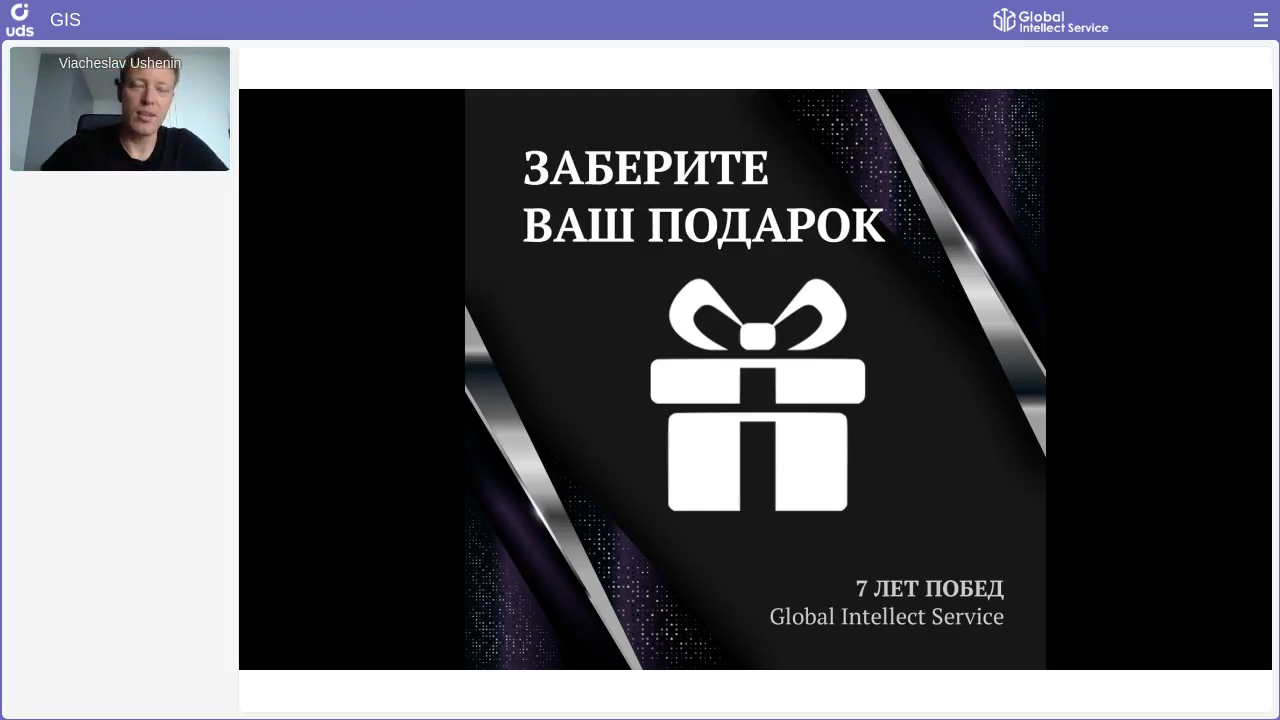 uds
GIS
Global
Intellect Service
Viacheslav Ushenin
ЗАБЕРИТЕ
ВАШ ПОДАРОК
7 ЛЕТ ПОБЕД
Global Intellect Service